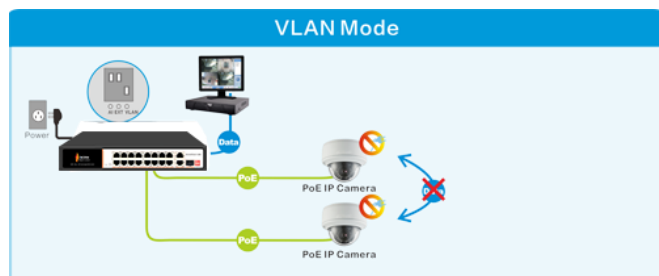 VLAN Mode
AI EXT VLAN
Power
Data
PoE
PoE IP Camera
PoE
PoE IP Camera